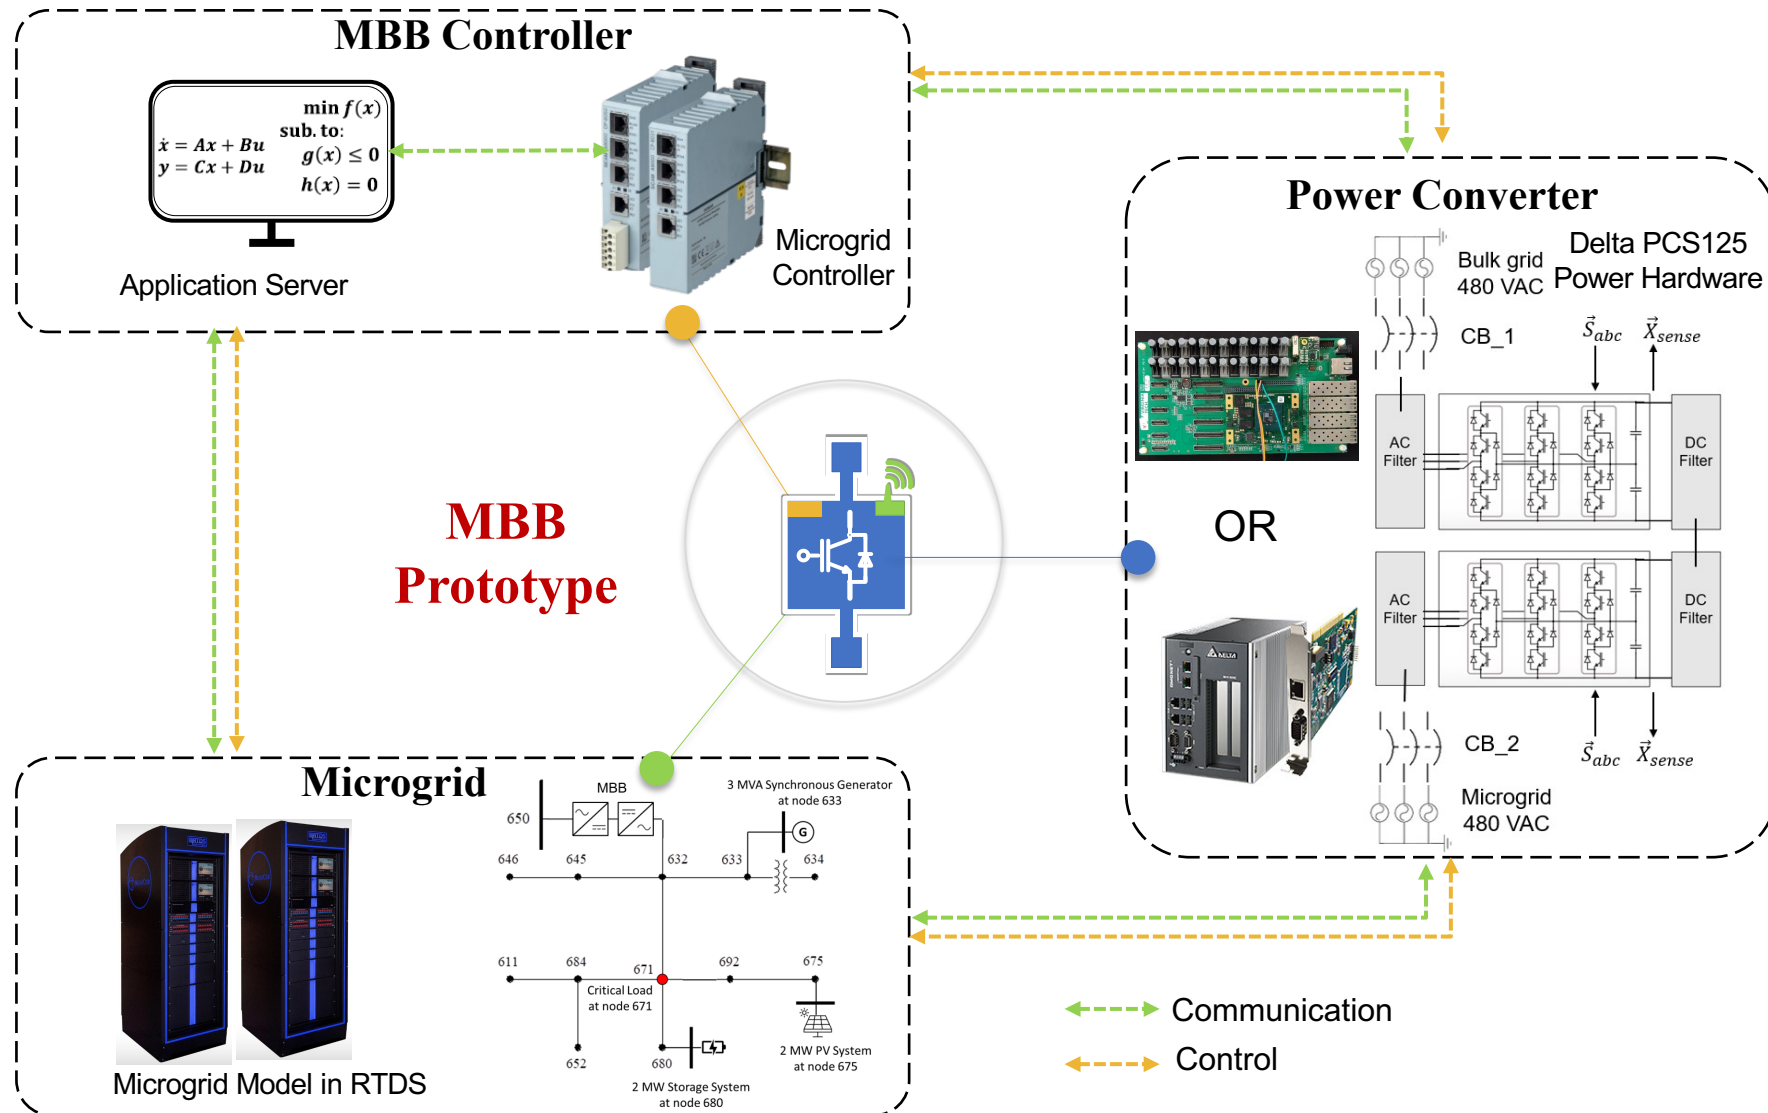 MBB Controller
min f(x)
sub. to:
ẋ = Ax + Bu
g(x) ≤ 0
y = Cx + Du
h(x) = 0
Application Server
Microgrid
Controller
Power Converter
Delta PCS125
Power Hardware
Bulk grid
480 VAC
CB_1
S⃗abc
X⃗sense
AC
Filter
DC
Filter
OR
AC
Filter
DC
Filter
DELTA
CB_2
S⃗abc
X⃗sense
Microgrid
480 VAC
MBB
Prototype
Microgrid
MBB
650
3 MVA Synchronous Generator
at node 633
G
646
645
632
633
634
611
684
671
692
675
Critical Load
at node 671
652
680
2 MW PV System
at node 675
2 MW Storage System
at node 680
Microgrid Model in RTDS
Communication
Control